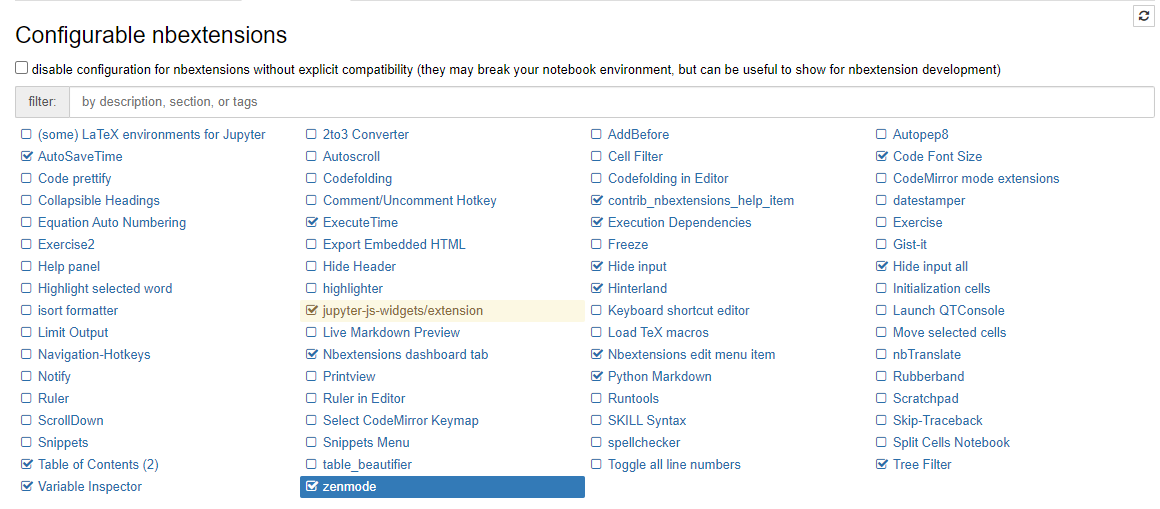 Configurable nbextensions
disable configuration for nbextensions without explicit compatibility (they may break your notebook environment, but can be useful to show for nbextension development)
filter: by description, section, or tags
(some) LaTeX environments for Jupyter 2to3 Converter AddBefore Autopep8
AutoSaveTime Autoscroll Cell Filter Code Font Size
Code prettify Codefolding Codefolding in Editor CodeMirror mode extensions
Collapsible Headings Comment/Uncomment Hotkey contrib_nbextensions_help_item datestamper
Equation Auto Numbering ExecuteTime Execution Dependencies Exercise
Exercise2 Export Embedded HTML Freeze Gist-it
Help panel Hide Header Hide input Hide input all
Highlight selected word highlighter Hinterland Initialization cells
isort formatter jupyter-js-widgets/extension Keyboard shortcut editor Launch QTConsole
Limit Output Live Markdown Preview Load TeX macros Move selected cells
Navigation-Hotkeys Nbextensions dashboard tab Nbextensions edit menu item nbTranslate
Notify Printview Python Markdown Rubberband
Ruler Ruler in Editor Runtools Scratchpad
ScrollDown Select CodeMirror Keymap SKILL Syntax Skip-Traceback
Snippets Snippets Menu spellchecker Split Cells Notebook
Table of Contents (2) table_beautifier Toggle all line numbers Tree Filter
Variable Inspector zenmode